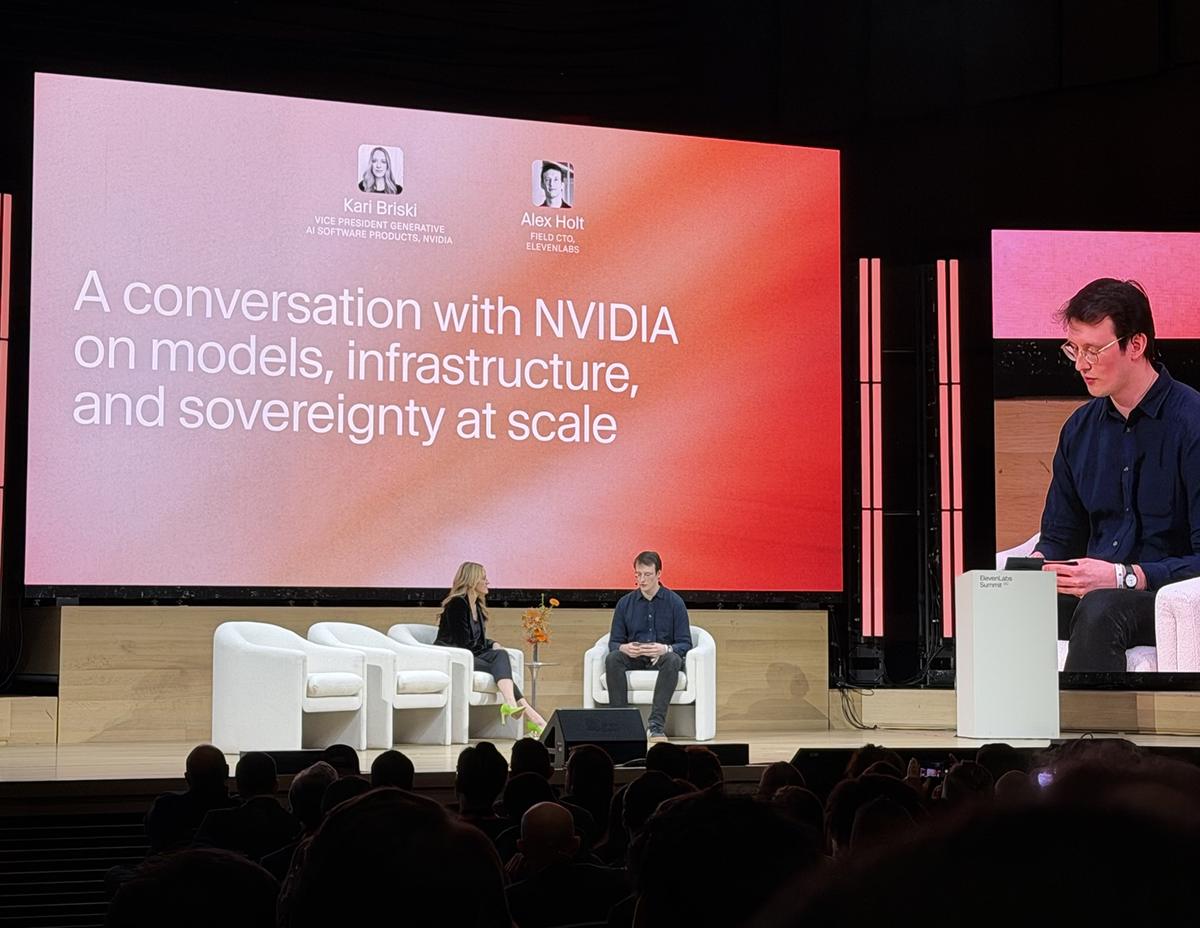 Kari Briski
VICE PRESIDENT GENERATIVE
AI SOFTWARE PRODUCTS, NVIDIA
Alex Holt
FIELD CTO,
ELEVENLABS
A conversation with NVIDIA
on models, infrastructure,
and sovereignty at scale
ElevenLabs
Summit